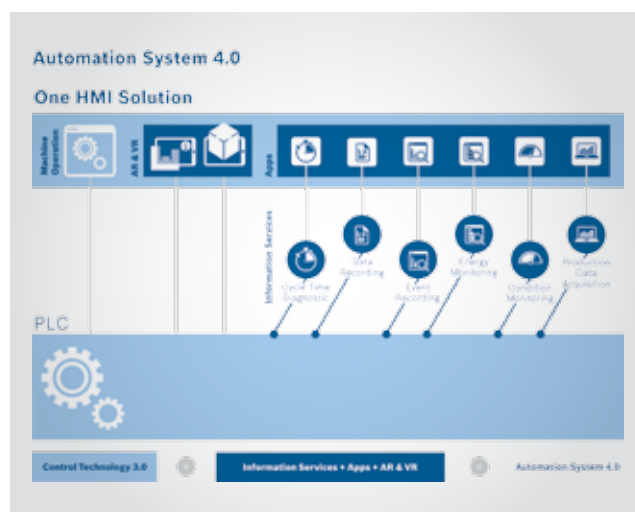 Automation System 4.0
One HMI Solution
Machine
Operation
AR & VR
Apps
Information Services
Cycle Time
Diagnostic
Data
Recording
Event
Recording
Energy
Monitoring
Condition
Monitoring
Production
Data
Acquisition
PLC
Control Technology 3.0
Information Services + Apps + AR & VR
Automation System 4.0